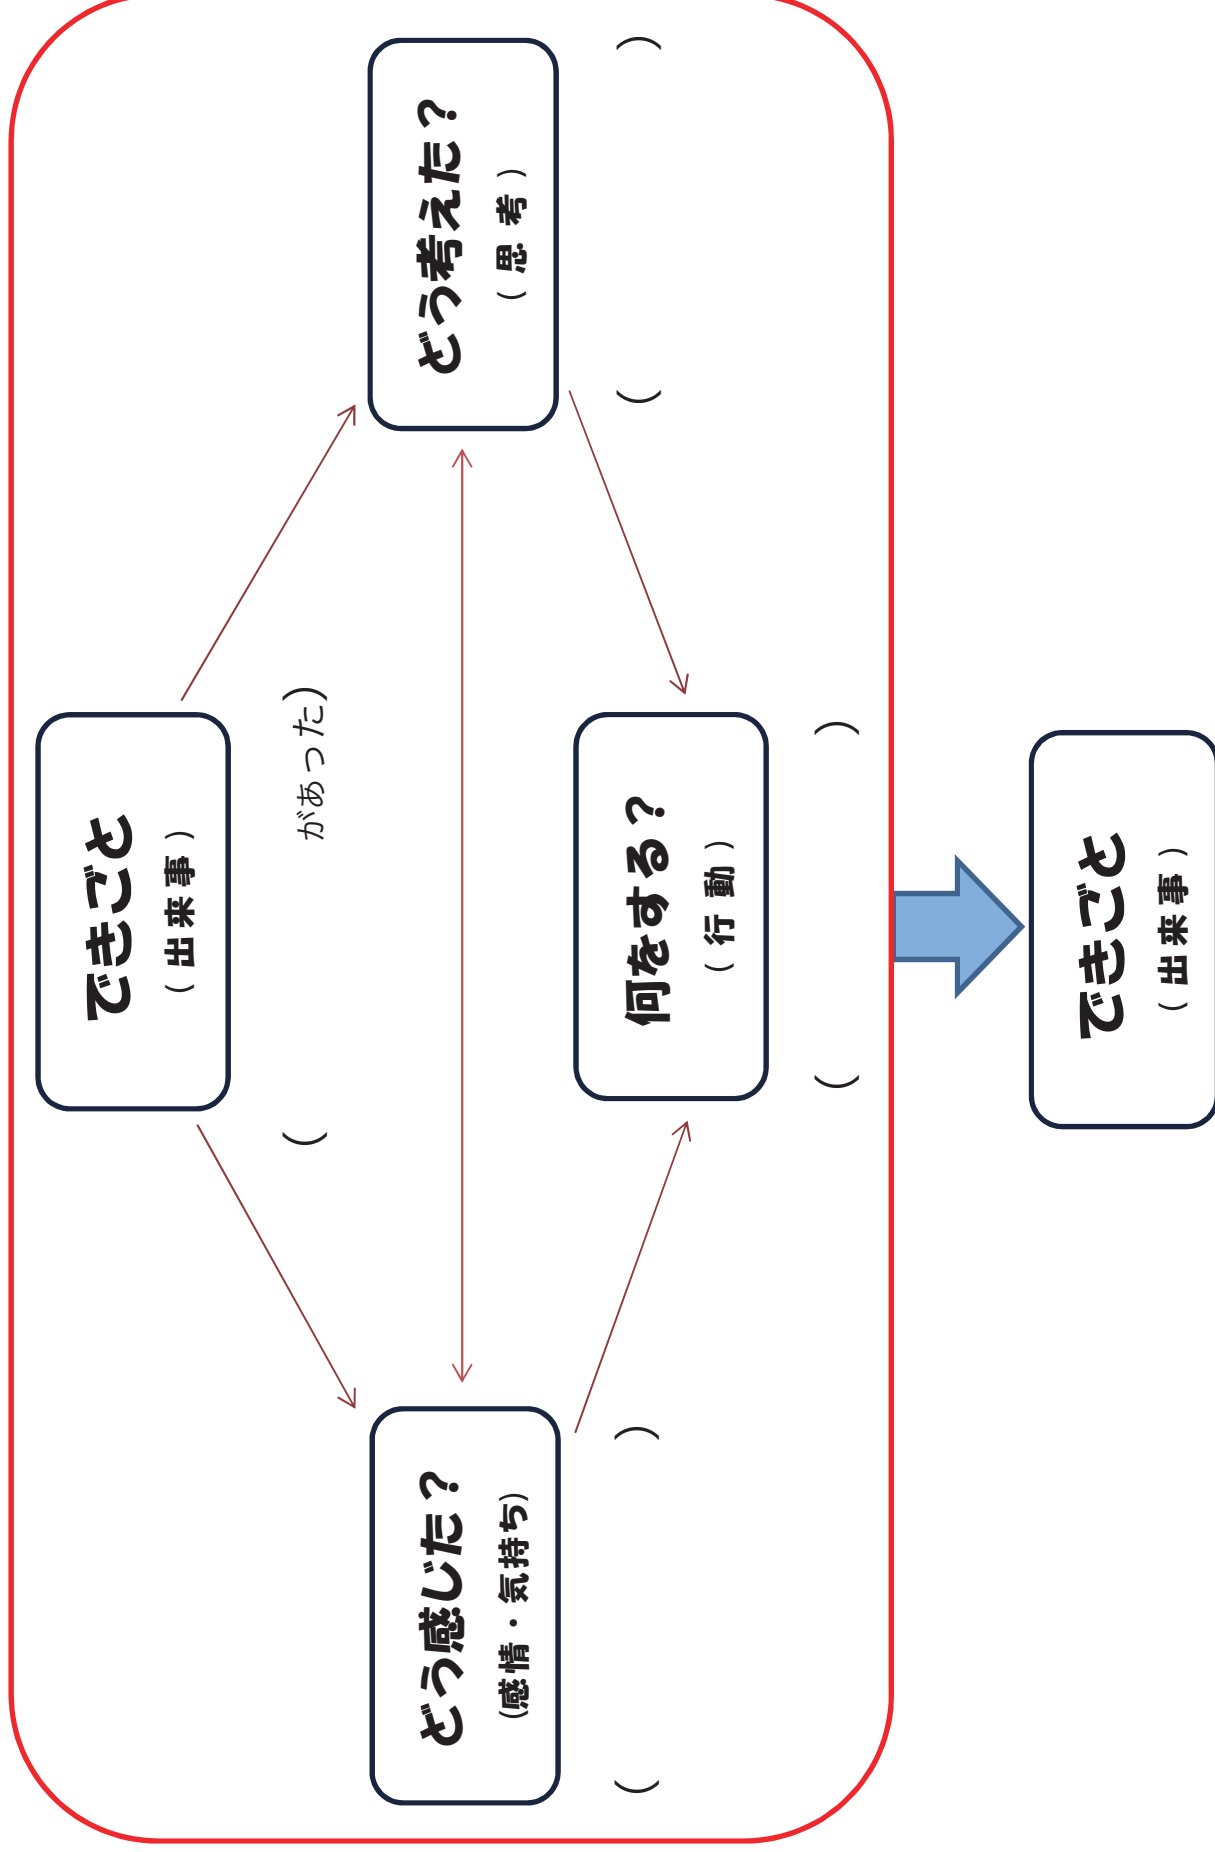 できごと
（出来事）
（　　　　　　があった）
どう感じた？
（感情・気持ち）
（　　　　　　）
どう考えた？
（思考）
（　　　　　　）
何をする？
（行動）
（　　　　　　）
できごと
（出来事）